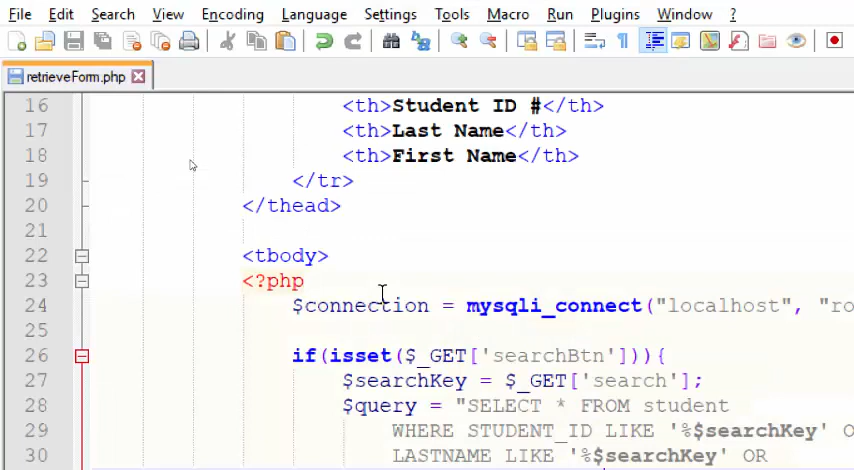 File Edit Search View Encoding Language Settings Tools Macro Run Plugins Window ?
retrieveForm.php
16 <th>Student ID #</th>
17 <th>Last Name</th>
18 <th>First Name</th>
19 </tr>
20 </thead>
21
22 <tbody>
23 <?php
24 $connection = mysqli_connect("localhost", "ro
25
26 if(isset($_GET['searchBtn'])){
27 $searchKey = $_GET['search'];
28 $query = "SELECT * FROM student
29 WHERE STUDENT_ID LIKE '%$searchKey' O
30 LASTNAME LIKE '%$searchKey' OR